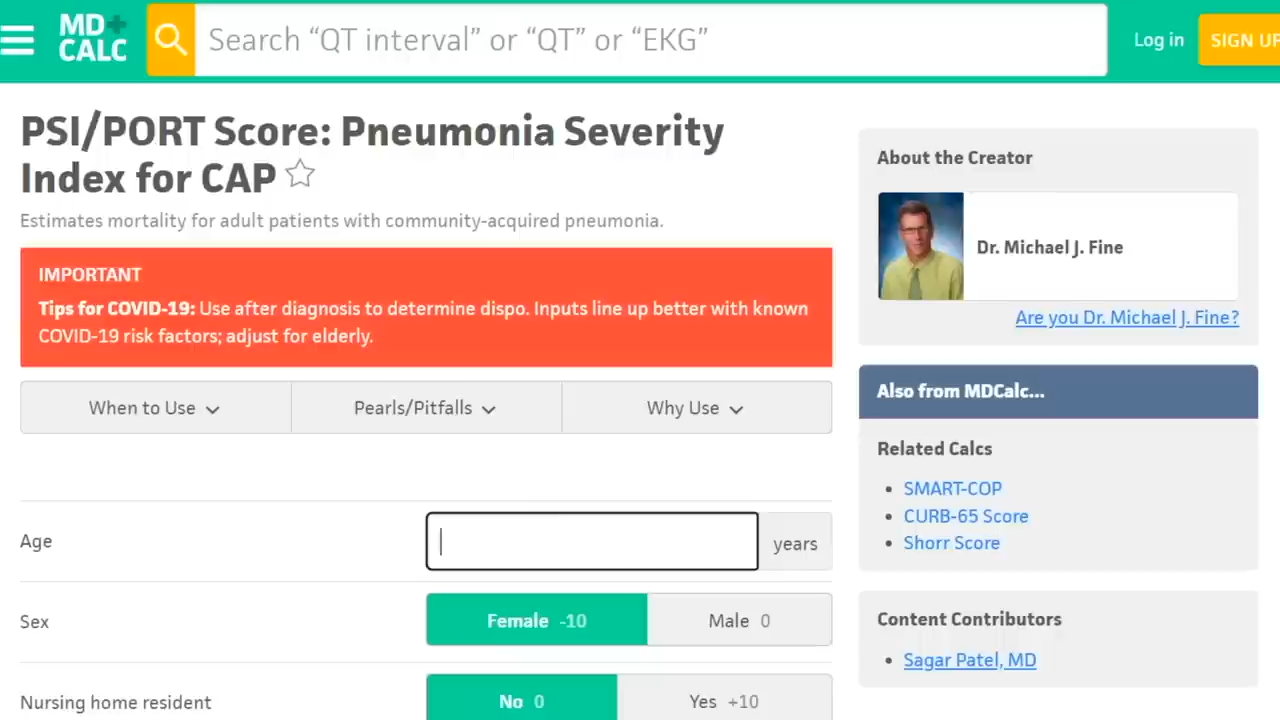 MD+
CALC
Search “QT interval” or “QT” or “EKG”
Log in
SIGN UP
PSI/PORT Score: Pneumonia Severity
Index for CAP
Estimates mortality for adult patients with community-acquired pneumonia.
IMPORTANT
Tips for COVID-19: Use after diagnosis to determine dispo. Inputs line up better with known
COVID-19 risk factors; adjust for elderly.
When to Use
Pearls/Pitfalls
Why Use
Age
years
Sex
Female -10
Male 0
Nursing home resident
No 0
Yes +10
About the Creator
Dr. Michael J. Fine
Are you Dr. Michael J. Fine?
Also from MDCalc...
Related Calcs
• SMART-COP
• CURB-65 Score
• Shorr Score
Content Contributors
• Sagar Patel, MD